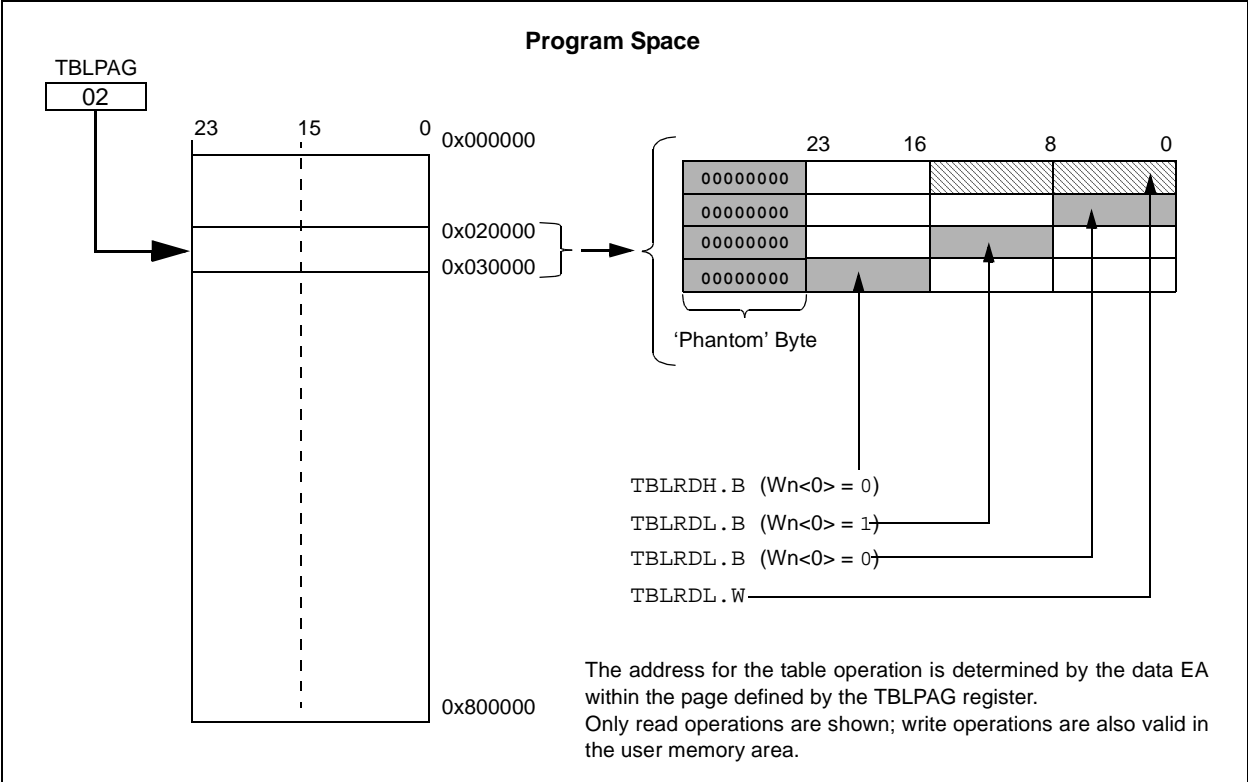 Program Space
TBLPAG
02
23 15 0
0x000000
0x020000
0x030000
0x800000
23 16 8 0
00000000
00000000
00000000
00000000
‘Phantom’ Byte
TBLRDH.B (Wn<0> = 0)
TBLRDL.B (Wn<0> = 1)
TBLRDL.B (Wn<0> = 0)
TBLRDL.W
The address for the table operation is determined by the data EA
within the page defined by the TBLPAG register.
Only read operations are shown; write operations are also valid in
the user memory area.